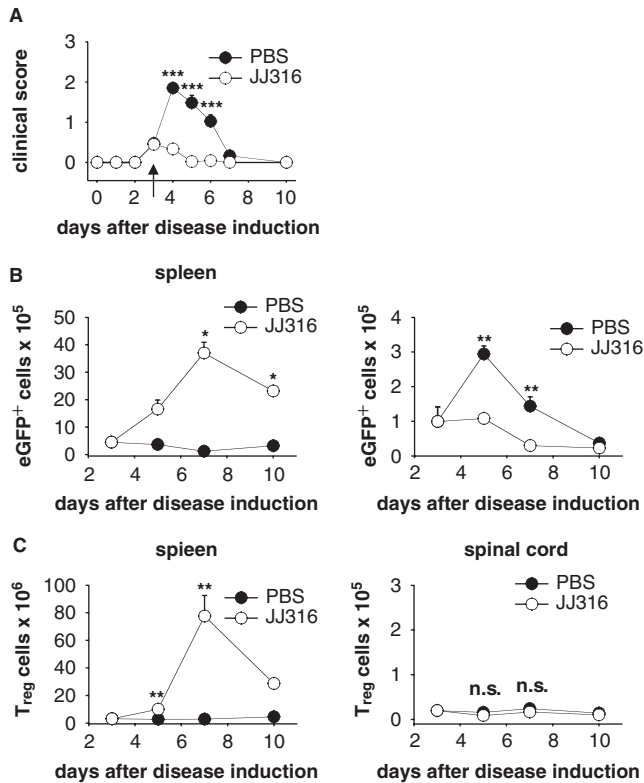 A
3
2
1
0
clinical score
PBS
JJ316
***
***
***
0 2 4 6 8 10
days after disease induction
B
spleen
50
40
30
20
10
0
eGFP+ cells x 10^5
PBS
JJ316
*
*
2 4 6 8 10
days after disease induction
4
3
2
1
0
eGFP+ cells x 10^5
PBS
JJ316
**
**
2 4 6 8 10
days after disease induction
C
spieen
100
80
60
40
20
0
Treg cells x 10^6
PBS
JJ316
**
**
2 4 6 8 10
days after disease induction
spinal cord
3
2
1
0
Treg cells x 10^5
PBS
JJ316
n.s.
n.s.
2 4 6 8 10
days after disease induction